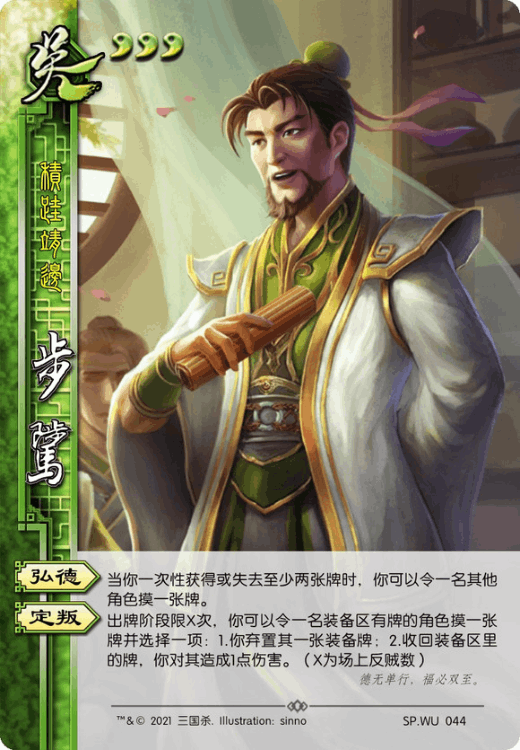 吴
積跬靖邊
步騭
弘德
当你一次性获得或失去至少两张牌时，你可以令一名其他
角色摸一张牌。
定叛
出牌阶段限X次，你可以令一名装备区有牌的角色摸一张
牌并选择一项：1.你弃置其一张装备牌；2.收回装备区里
的牌，你对其造成1点伤害。（X为场上反贼数）
德无单行，福必双至。
™&© 2021 三国杀. Illustration: sinno
SP.WU 044